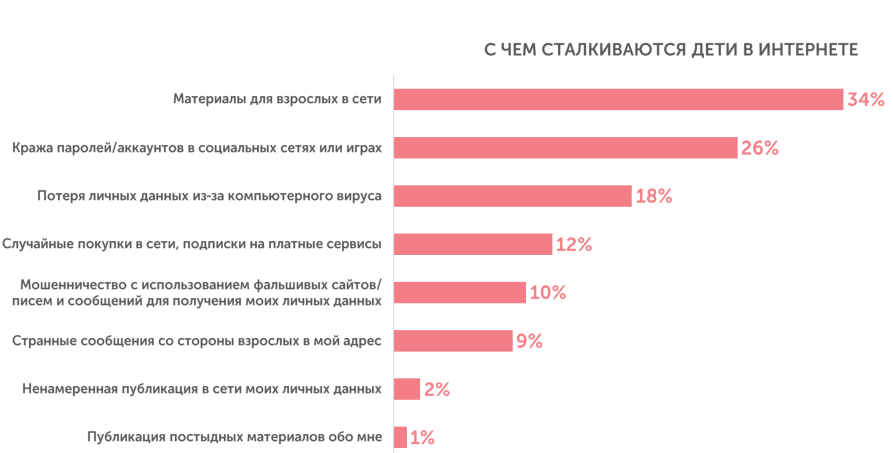 С ЧЕМ СТАЛКИВАЮТСЯ ДЕТИ В ИНТЕРНЕТЕ
Материалы для взрослых в сети 34%
Кража паролей/аккаунтов в социальных сетях или играх 26%
Потеря личных данных из-за компьютерного вируса 18%
Случайные покупки в сети, подписки на платные сервисы 12%
Мошенничество с использованием фальшивых сайтов/
писем и сообщений для получения моих личных данных 10%
Странные сообщения со стороны взрослых в мой адрес 9%
Ненамеренная публикация в сети моих личных данных 2%
Публикация постыдных материалов обо мне 1%